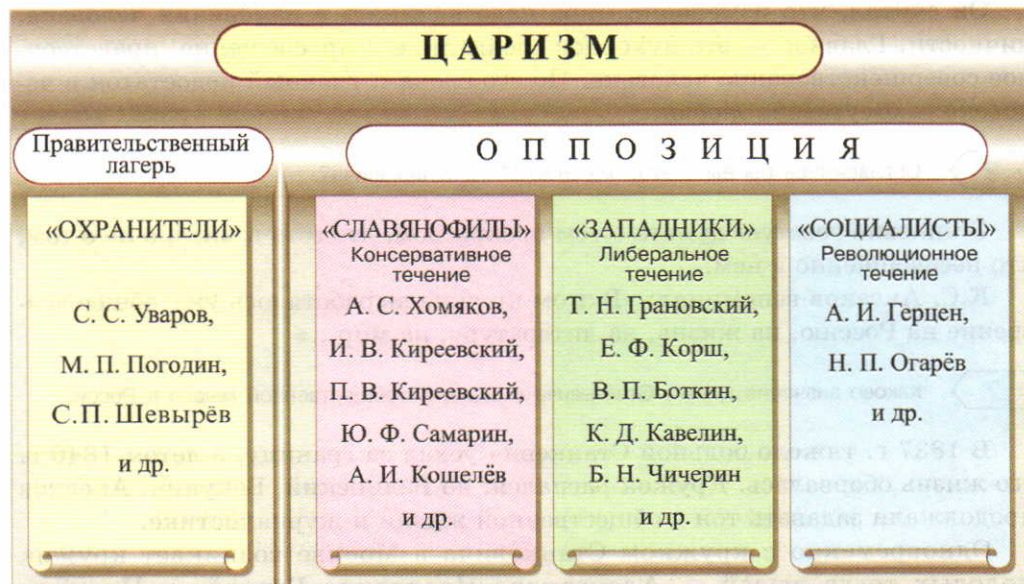 ЦАРИЗМ
Правительственный
лагерь
ОППОЗИЦИЯ
«ОХРАНИТЕЛИ»
С. С. Уваров,
М. П. Погодин,
С.П. Шевырёв
и др.
«СЛАВЯНОФИЛЫ»
Консервативное
течение
А. С. Хомяков,
И. В. Киреевский,
П. В. Киреевский,
Ю. Ф. Самарин,
А. И. Кошелёв
и др.
«ЗАПАДНИКИ»
Либеральное
течение
Т. Н. Грановский,
Е. Ф. Корш,
В. П. Боткин,
К. Д. Кавелин,
Б. Н. Чичерин
и др.
«СОЦИАЛИСТЫ»
Революционное
течение
А. И. Герцен,
Н. П. Огарёв
и др.